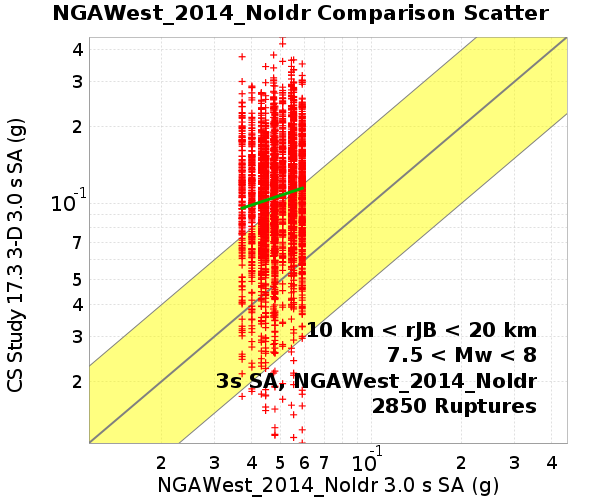 NGAWest_2014_NoIdr Comparison Scatter
CS Study 17.3 3-D 3.0 s SA (g)
4
3
2
10-1
7
5
4
3
2
10 km < rJB < 20 km
7.5 < Mw < 8
3s SA, NGAWest_2014_NoIdr
2850 Ruptures
2 3 4 5 6 7 10-1 2 3 4
NGAWest_2014_NoIdr 3.0 s SA (g)